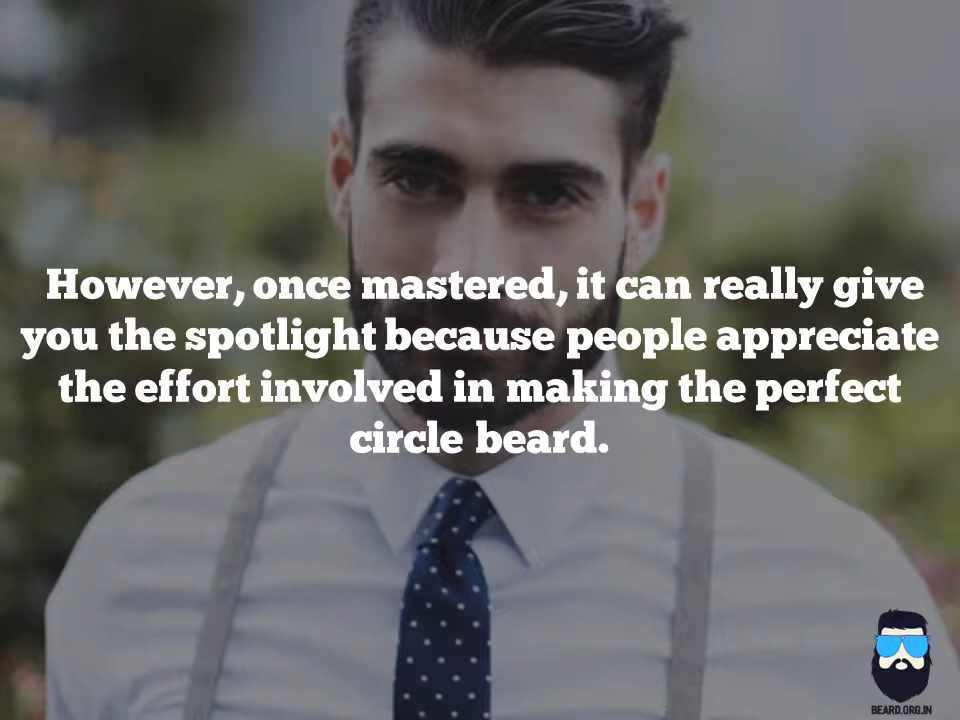 However, once mastered, it can really give
you the spotlight because people appreciate
the effort involved in making the perfect
circle beard.
BEARD.ORG.IN